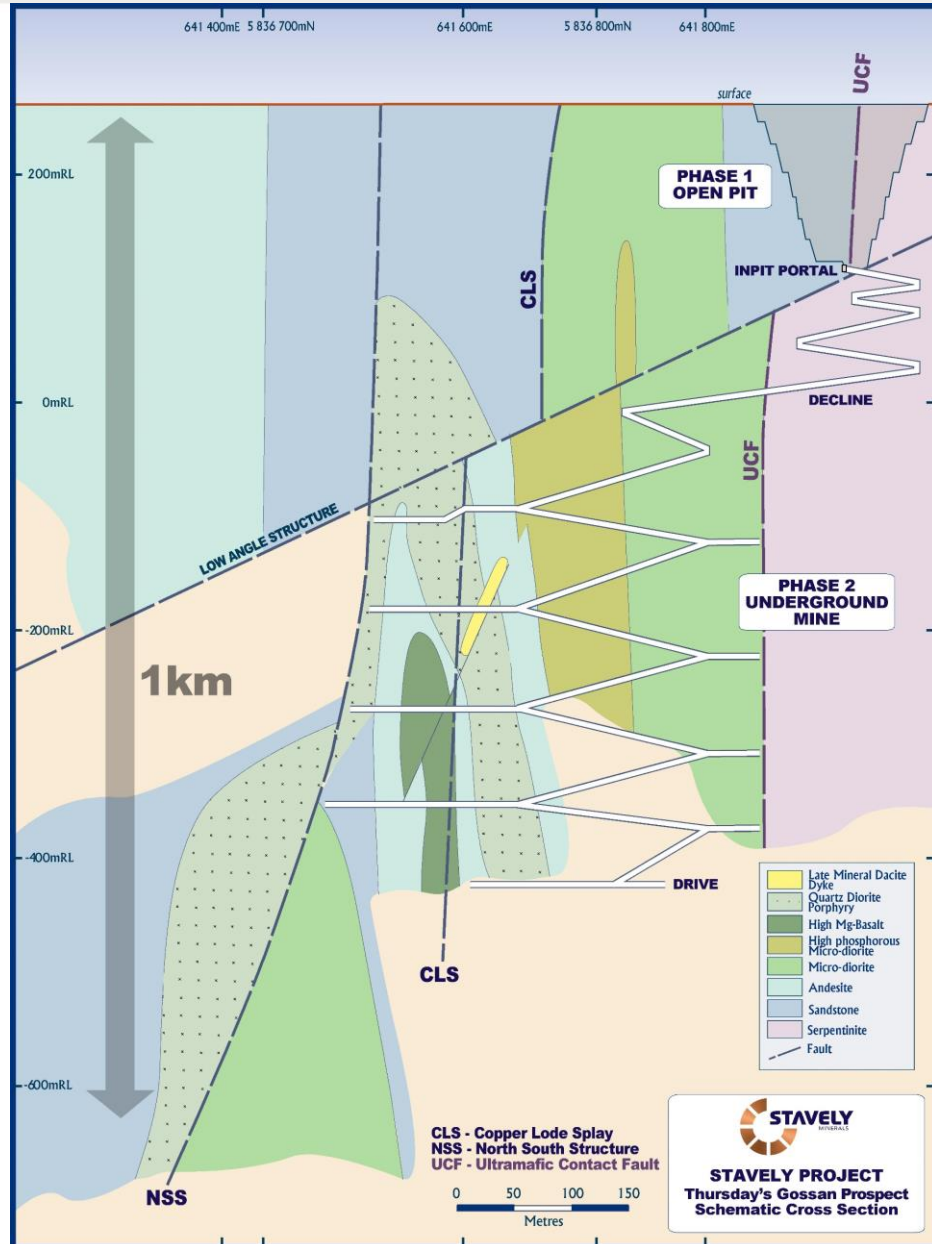 641 400mE
5 836 700mN
641 600mE
5 836 800mN
641 800mE
UCF
surface
200mRL
PHASE 1
OPEN PIT
INPIT PORTAL
CLS
0mRL
DECLINE
UCF
LOW ANGLE STRUCTURE
PHASE 2
UNDERGROUND
MINE
-200mRL
1km
-400mRL
DRIVE
Late Mineral Dacite
Dyke
Quartz Diorite
Porphyry
High Mg-Basalt
High phosphorous
Micro-diorite
Micro-diorite
Andesite
Sandstone
Serpentinite
Fault
CLS
-600mRL
NSS
CLS - Copper Lode Splay
NSS - North South Structure
UCF - Ultramafic Contact Fault
0 50 100 150
Metres
STAVELY
MINERALS
STAVELY PROJECT
Thursday's Gossan Prospect
Schematic Cross Section